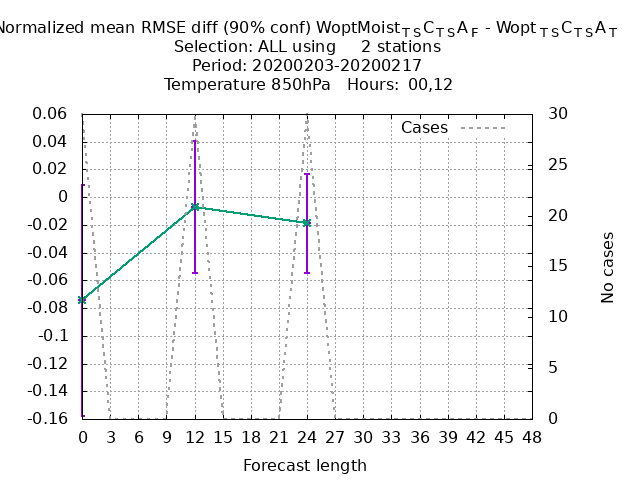 Normalized mean RMSE diff (90% conf) WoptMoist_TSC_TSA_F - Wopt_TSC_TSA_T
Selection: ALL using 2 stations
Period: 20200203-20200217
Temperature 850hPa Hours: 00,12
Cases
0.06
0.04
0.02
0
-0.02
-0.04
-0.06
-0.08
-0.1
-0.12
-0.14
-0.16
30
25
20
15
10
5
0
No cases
0 3 6 9 12 15 18 21 24 27 30 33 36 39 42 45 48
Forecast length